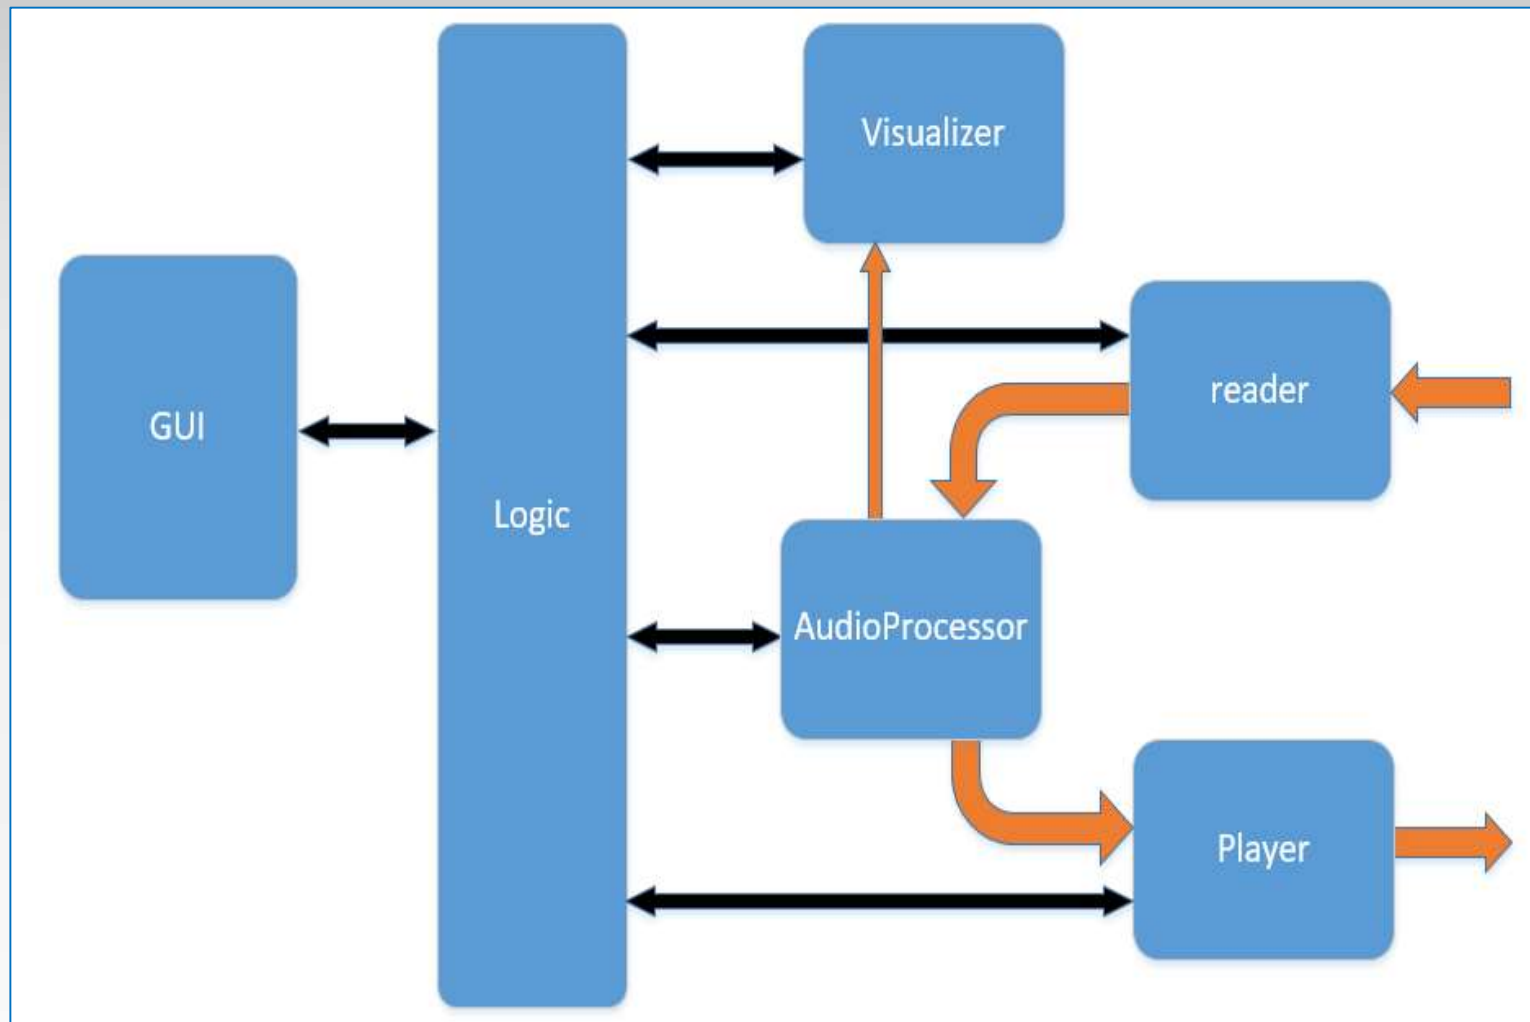 Visualizer
reader
GUI
Logic
AudioProcessor
Player